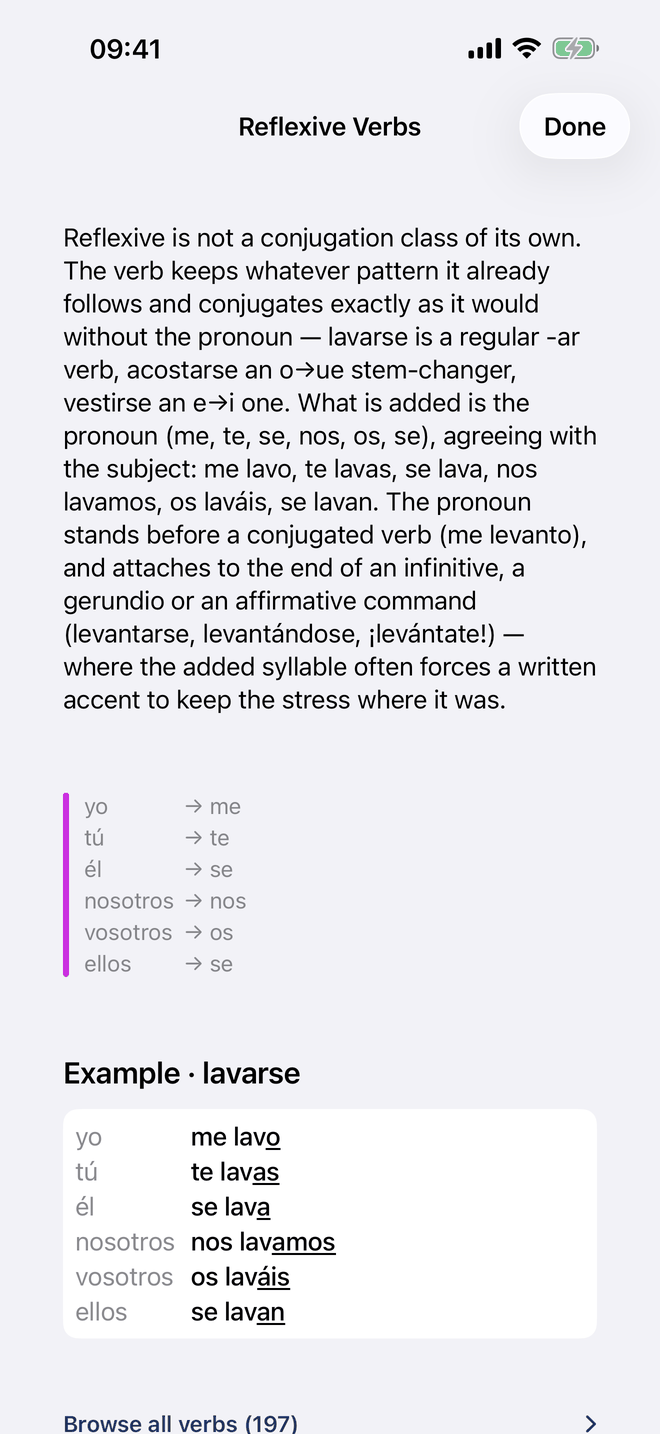 09:41
Reflexive Verbs
Done
Reflexive is not a conjugation class of its own.
The verb keeps whatever pattern it already
follows and conjugates exactly as it would
without the pronoun — lavarse is a regular -ar
verb, acostarse an o→ue stem-changer,
vestirse an e→i one. What is added is the
pronoun (me, te, se, nos, os, se), agreeing with
the subject: me lavo, te lavas, se lava, nos
lavamos, os laváis, se lavan. The pronoun
stands before a conjugated verb (me levanto),
and attaches to the end of an infinitive, a
gerundio or an affirmative command
(levantarse, levantándose, ¡levántate!) —
where the added syllable often forces a written
accent to keep the stress where it was.
yo → me
tú → te
él → se
nosotros → nos
vosotros → os
ellos → se
Example · lavarse
yo me lavo
tú te lavas
él se lava
nosotros nos lavamos
vosotros os laváis
ellos se lavan
Browse all verbs (197)